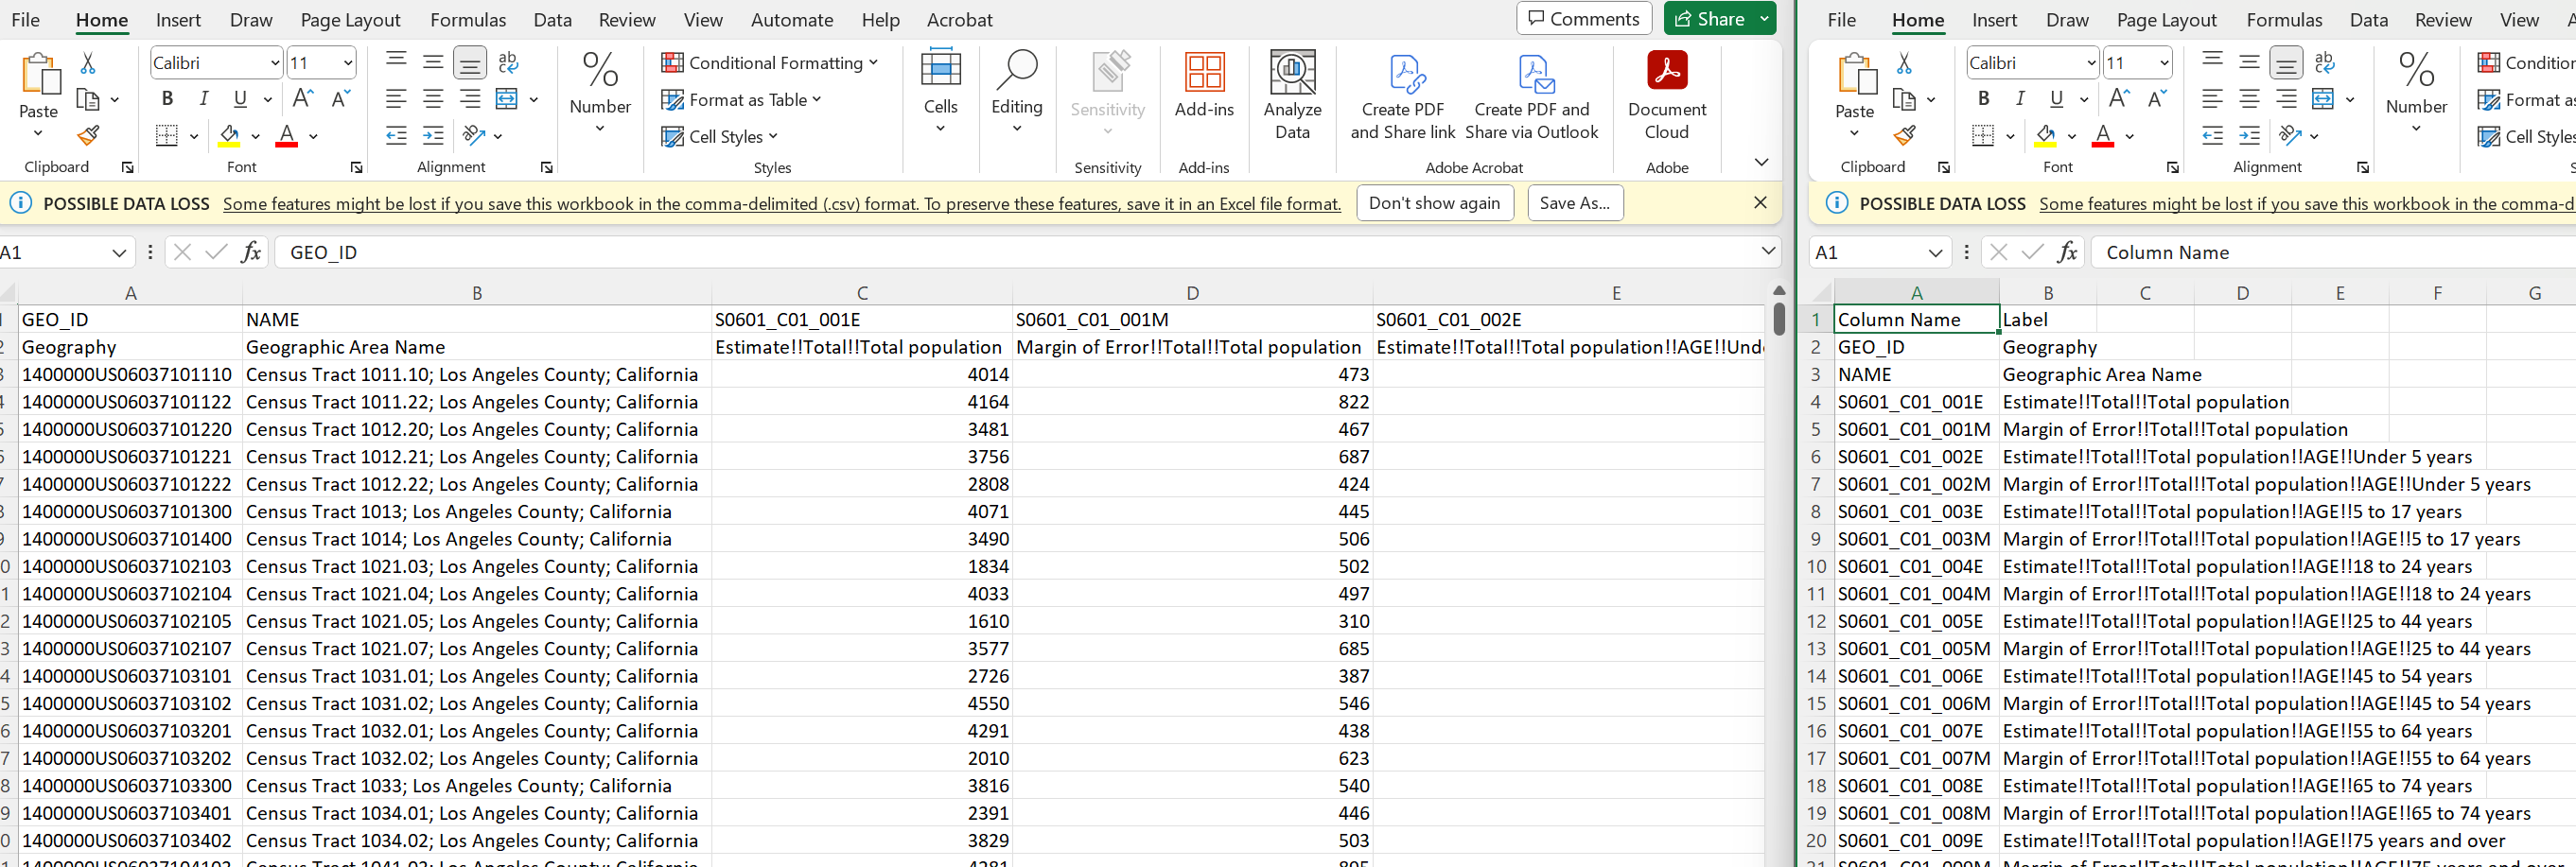 File Home Insert Draw Page Layout Formulas Data Review View Automate Help Acrobat Comments Share
Paste Calibri 11 Number Conditional Formatting Cells Editing Sensitivity Add-ins Analyze Data Create PDF and Share link Create PDF and Share via Outlook Document Cloud
B I U Format as Table
Cell Styles
Clipboard Font Alignment Styles Sensitivity Add-ins Adobe Acrobat Adobe
POSSIBLE DATA LOSS Some features might be lost if you save this workbook in the comma-delimited (.csv) format. To preserve these features, save it in an Excel file format. Don't show again Save As...
A1 fx GEO_ID
A B C D E
GEO_ID NAME S0601_C01_001E S0601_C01_001M S0601_C01_002E
Geography Geographic Area Name Estimate!!Total!!Total population Margin of Error!!Total!!Total population Estimate!!Total!!Total population!!AGE!!Und
1400000US06037101110 Census Tract 1011.10; Los Angeles County; California 4014 473
1400000US06037101122 Census Tract 1011.22; Los Angeles County; California 4164 822
1400000US06037101220 Census Tract 1012.20; Los Angeles County; California 3481 467
1400000US06037101221 Census Tract 1012.21; Los Angeles County; California 3756 687
1400000US06037101222 Census Tract 1012.22; Los Angeles County; California 2808 424
1400000US06037101300 Census Tract 1013; Los Angeles County; California 4071 445
1400000US06037101400 Census Tract 1014; Los Angeles County; California 3490 506
1400000US06037102103 Census Tract 1021.03; Los Angeles County; California 1834 502
1400000US06037102104 Census Tract 1021.04; Los Angeles County; California 4033 497
1400000US06037102105 Census Tract 1021.05; Los Angeles County; California 1610 310
1400000US06037102107 Census Tract 1021.07; Los Angeles County; California 3577 685
1400000US06037103101 Census Tract 1031.01; Los Angeles County; California 2726 387
1400000US06037103102 Census Tract 1031.02; Los Angeles County; California 4550 546
1400000US06037103201 Census Tract 1032.01; Los Angeles County; California 4291 438
1400000US06037103202 Census Tract 1032.02; Los Angeles County; California 2010 623
1400000US06037103300 Census Tract 1033; Los Angeles County; California 3816 540
1400000US06037103401 Census Tract 1034.01; Los Angeles County; California 2391 446
1400000US06037103402 Census Tract 1034.02; Los Angeles County; California 3829 503
File Home Insert Draw Page Layout Formulas Data Review View
Paste Calibri 11 Number Condition
B I U Format as
Cell Styles
Clipboard Font Alignment
POSSIBLE DATA LOSS Some features might be lost if you save this workbook in the comma-d
A1 fx Column Name
A B C D E F G
1 Column Name Label
2 GEO_ID Geography
3 NAME Geographic Area Name
4 S0601_C01_001E Estimate!!Total!!Total population
5 S0601_C01_001M Margin of Error!!Total!!Total population
6 S0601_C01_002E Estimate!!Total!!Total population!!AGE!!Under 5 years
7 S0601_C01_002M Margin of Error!!Total!!Total population!!AGE!!Under 5 years
8 S0601_C01_003E Estimate!!Total!!Total population!!AGE!!5 to 17 years
9 S0601_C01_003M Margin of Error!!Total!!Total population!!AGE!!5 to 17 years
10 S0601_C01_004E Estimate!!Total!!Total population!!AGE!!18 to 24 years
11 S0601_C01_004M Margin of Error!!Total!!Total population!!AGE!!18 to 24 years
12 S0601_C01_005E Estimate!!Total!!Total population!!AGE!!25 to 44 years
13 S0601_C01_005M Margin of Error!!Total!!Total population!!AGE!!25 to 44 years
14 S0601_C01_006E Estimate!!Total!!Total population!!AGE!!45 to 54 years
15 S0601_C01_006M Margin of Error!!Total!!Total population!!AGE!!45 to 54 years
16 S0601_C01_007E Estimate!!Total!!Total population!!AGE!!55 to 64 years
17 S0601_C01_007M Margin of Error!!Total!!Total population!!AGE!!55 to 64 years
18 S0601_C01_008E Estimate!!Total!!Total population!!AGE!!65 to 74 years
19 S0601_C01_008M Margin of Error!!Total!!Total population!!AGE!!65 to 74 years
20 S0601_C01_009E Estimate!!Total!!Total population!!AGE!!75 years and over